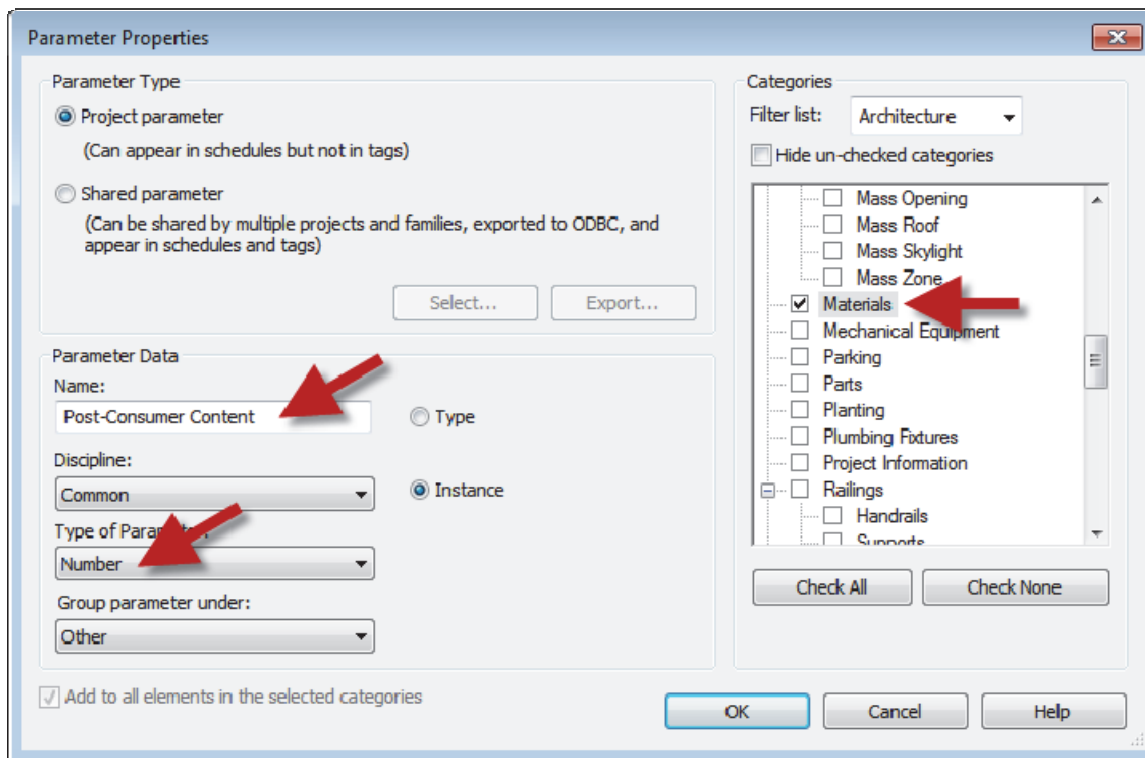 Parameter Properties
Parameter Type
Project parameter
(Can appear in schedules but not in tags)
Shared parameter
(Can be shared by multiple projects and families, exported to ODBC, and
appear in schedules and tags)
Select...
Export...
Parameter Data
Name:
Post-Consumer Content
Type
Discipline:
Common
Instance
Type of
Number
Group parameter under:
Other
Add to all elements in the selected categories
Categories
Filter list:
Architecture
Hide un-checked categories
Mass Opening
Mass Roof
Mass Skylight
Mass Zone
Materials
Mechanical Equipment
Parking
Parts
Planting
Plumbing Fixtures
Project Information
Railings
Handrails
Supports
Check All
Check None
OK
Cancel
Help